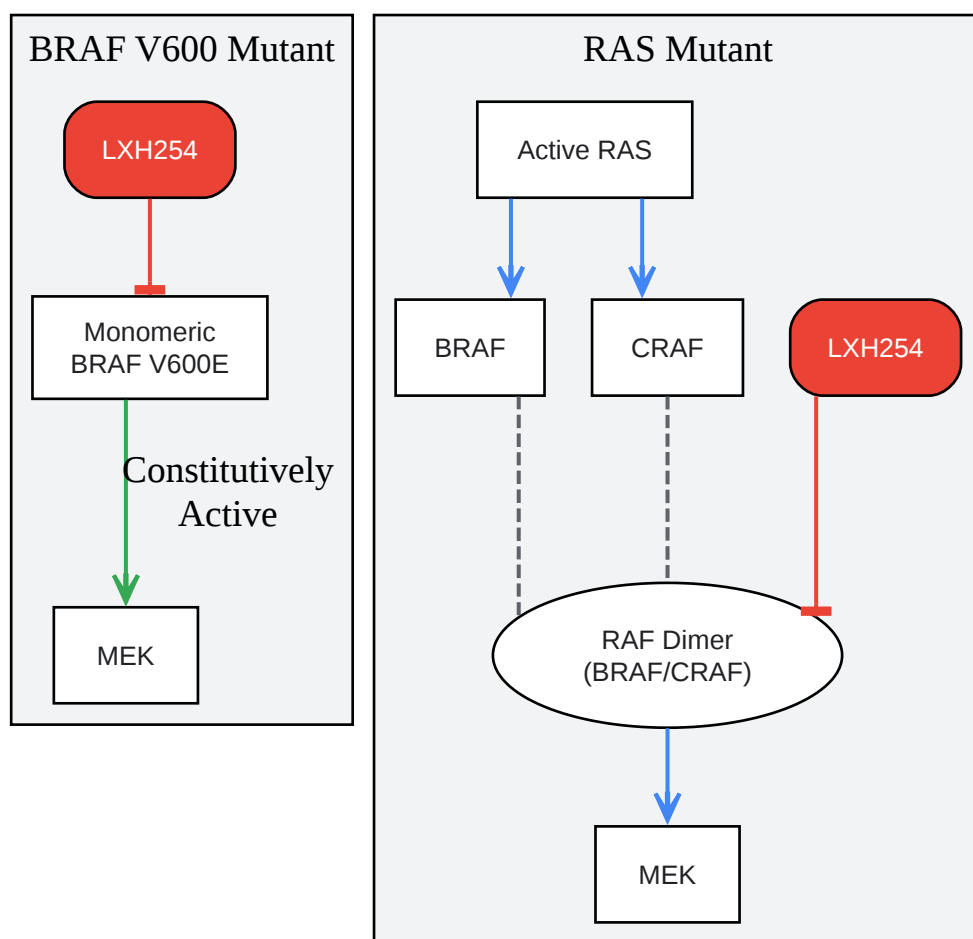 BRAF V600 Mutant
LXH254
Monomeric
BRAF V600E
Constitutively
Active
MEK
RAS Mutant
Active RAS
BRAF
CRAF
LXH254
RAF Dimer
(BRAF/CRAF)
MEK